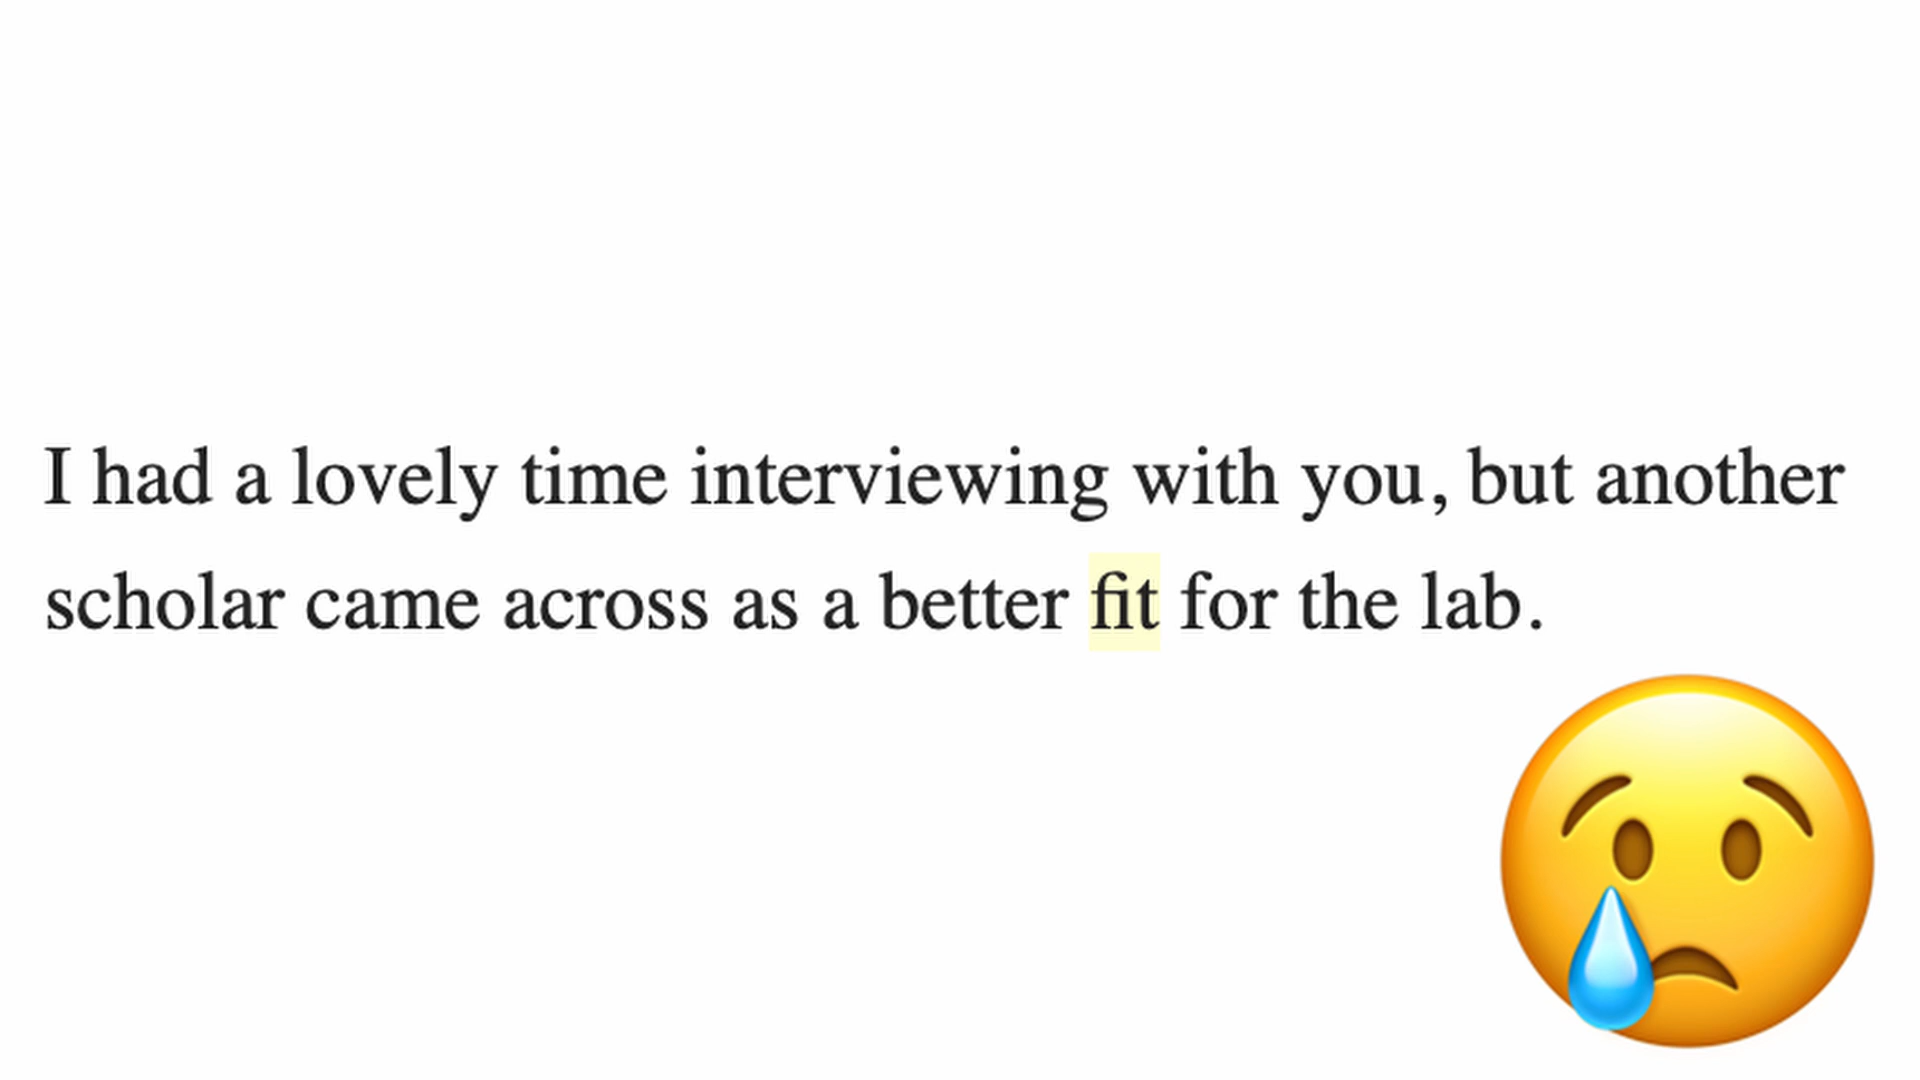 I had a lovely time interviewing with you, but another
scholar came across as a better fit for the lab.